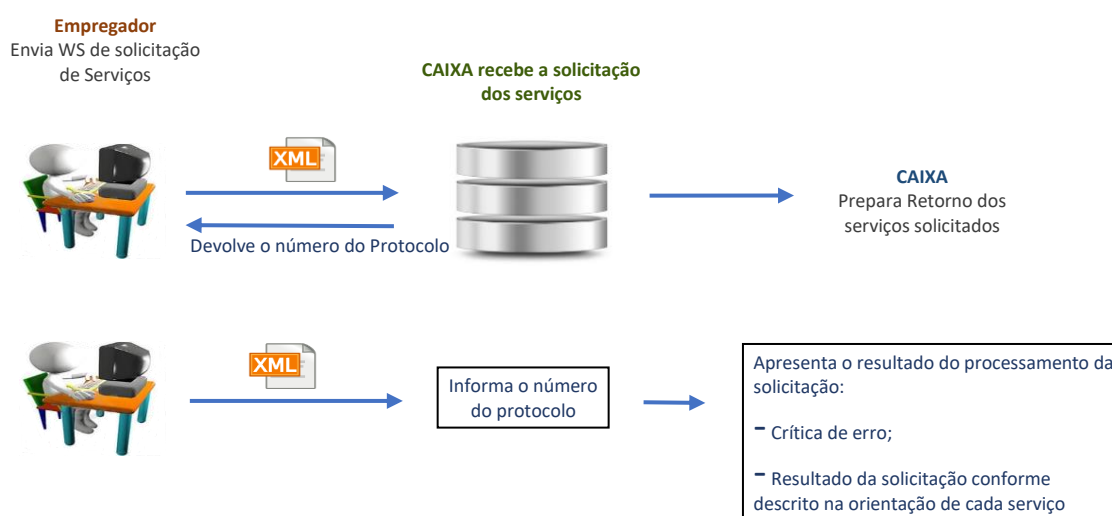 Empregador
Envia WS de solicitação
de Serviços
CAIXA recebe a solicitação
dos serviços
XML
CAIXA
Prepara Retorno dos
serviços solicitados
Devolve o número do Protocolo
XML
Informa o número
do protocolo
Apresenta o resultado do processamento da
solicitação:
- Crítica de erro;
- Resultado da solicitação conforme
descrito na orientação de cada serviço